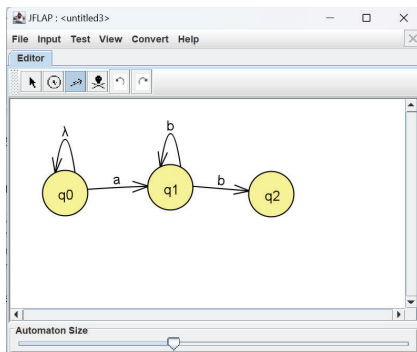 JFLAP : <untitled3>
File Input Test View Convert Help
Editor
λ
b
a
b
q0
q1
q2
Automaton Size